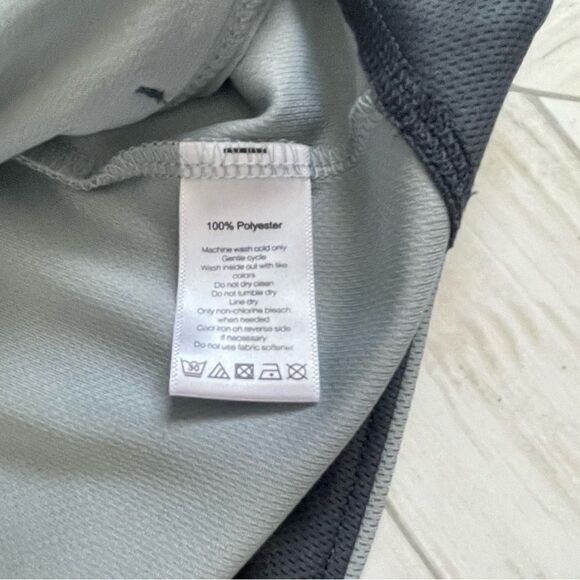 100% Polyester
Machine wash cold only
Gentle cycle
Wash inside out with like
colors
Do not dry clean
Do not tumble dry
Line dry
Only non-chlorine bleach
when needed
Cool iron on reverse side
if necessary
Do not use fabric softener
30